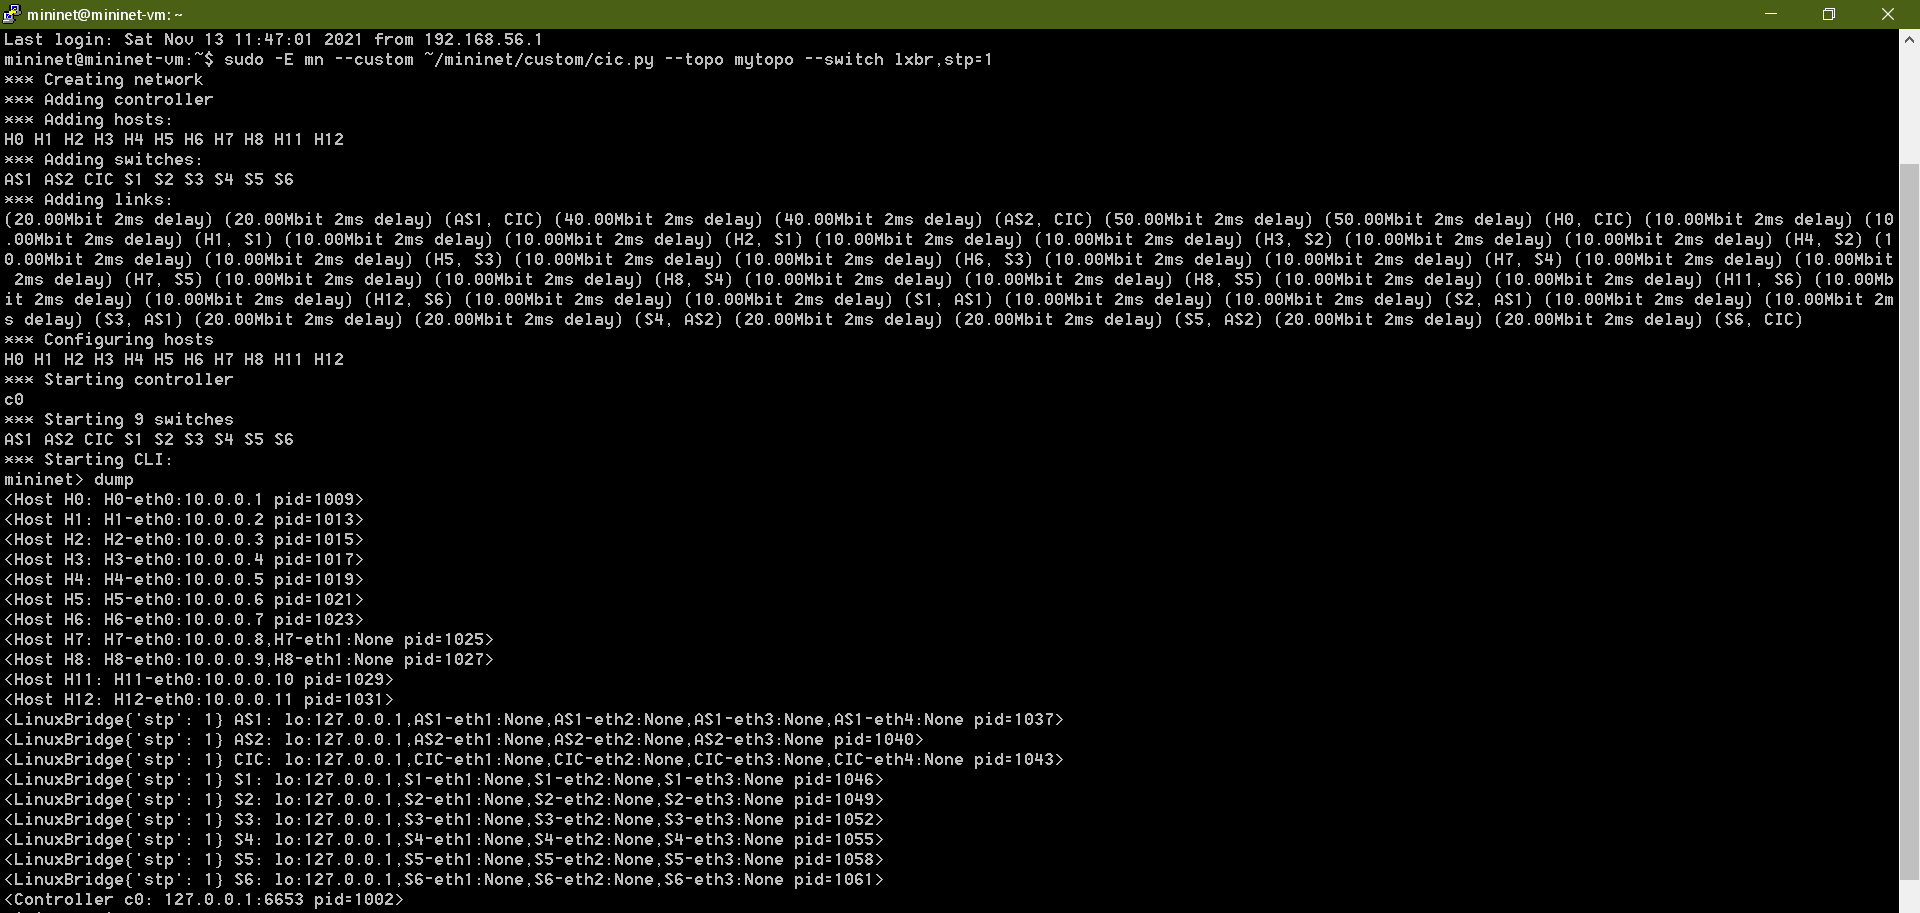 mininet@mininet-vm: ~
Last login: Sat Nov 13 11:47:01 2021 from 192.168.56.1
mininet@mininet-vm:~$ sudo -E mn --custom ~/mininet/custom/cic.py --topo mytopo --switch lxbr,stp=1
*** Creating network
*** Adding controller
*** Adding hosts:
H0 H1 H2 H3 H4 H5 H6 H7 H8 H11 H12
*** Adding switches:
AS1 AS2 CIC S1 S2 S3 S4 S5 S6
*** Adding links:
(20.00Mbit 2ms delay) (20.00Mbit 2ms delay) (AS1, CIC) (40.00Mbit 2ms delay) (40.00Mbit 2ms delay) (AS2, CIC) (50.00Mbit 2ms delay) (50.00Mbit 2ms delay) (H0, CIC) (10.00Mbit 2ms delay) (10
.00Mbit 2ms delay) (H1, S1) (10.00Mbit 2ms delay) (10.00Mbit 2ms delay) (H2, S1) (10.00Mbit 2ms delay) (10.00Mbit 2ms delay) (H3, S2) (10.00Mbit 2ms delay) (10.00Mbit 2ms delay) (H4, S2) (1
0.00Mbit 2ms delay) (10.00Mbit 2ms delay) (H5, S3) (10.00Mbit 2ms delay) (10.00Mbit 2ms delay) (H6, S3) (10.00Mbit 2ms delay) (10.00Mbit 2ms delay) (H7, S4) (10.00Mbit 2ms delay) (10.00Mbit
 2ms delay) (H7, S5) (10.00Mbit 2ms delay) (10.00Mbit 2ms delay) (H8, S4) (10.00Mbit 2ms delay) (10.00Mbit 2ms delay) (H8, S5) (10.00Mbit 2ms delay) (10.00Mbit 2ms delay) (H11, S6) (10.00Mb
it 2ms delay) (10.00Mbit 2ms delay) (H12, S6) (10.00Mbit 2ms delay) (10.00Mbit 2ms delay) (S1, AS1) (10.00Mbit 2ms delay) (10.00Mbit 2ms delay) (S2, AS1) (10.00Mbit 2ms delay) (10.00Mbit 2m
s delay) (S3, AS1) (20.00Mbit 2ms delay) (20.00Mbit 2ms delay) (S4, AS2) (20.00Mbit 2ms delay) (20.00Mbit 2ms delay) (S5, AS2) (20.00Mbit 2ms delay) (20.00Mbit 2ms delay) (S6, CIC)
*** Configuring hosts
H0 H1 H2 H3 H4 H5 H6 H7 H8 H11 H12
*** Starting controller
c0
*** Starting 9 switches
AS1 AS2 CIC S1 S2 S3 S4 S5 S6
*** Starting CLI:
mininet> dump
<Host H0: H0-eth0:10.0.0.1 pid=1009>
<Host H1: H1-eth0:10.0.0.2 pid=1013>
<Host H2: H2-eth0:10.0.0.3 pid=1015>
<Host H3: H3-eth0:10.0.0.4 pid=1017>
<Host H4: H4-eth0:10.0.0.5 pid=1019>
<Host H5: H5-eth0:10.0.0.6 pid=1021>
<Host H6: H6-eth0:10.0.0.7 pid=1023>
<Host H7: H7-eth0:10.0.0.8,H7-eth1:None pid=1025>
<Host H8: H8-eth0:10.0.0.9,H8-eth1:None pid=1027>
<Host H11: H11-eth0:10.0.0.10 pid=1029>
<Host H12: H12-eth0:10.0.0.11 pid=1031>
<LinuxBridge{'stp': 1} AS1: lo:127.0.0.1,AS1-eth1:None,AS1-eth2:None,AS1-eth3:None,AS1-eth4:None pid=1037>
<LinuxBridge{'stp': 1} AS2: lo:127.0.0.1,AS2-eth1:None,AS2-eth2:None,AS2-eth3:None pid=1040>
<LinuxBridge{'stp': 1} CIC: lo:127.0.0.1,CIC-eth1:None,CIC-eth2:None,CIC-eth3:None,CIC-eth4:None pid=1043>
<LinuxBridge{'stp': 1} S1: lo:127.0.0.1,S1-eth1:None,S1-eth2:None,S1-eth3:None pid=1046>
<LinuxBridge{'stp': 1} S2: lo:127.0.0.1,S2-eth1:None,S2-eth2:None,S2-eth3:None pid=1049>
<LinuxBridge{'stp': 1} S3: lo:127.0.0.1,S3-eth1:None,S3-eth2:None,S3-eth3:None pid=1052>
<LinuxBridge{'stp': 1} S4: lo:127.0.0.1,S4-eth1:None,S4-eth2:None,S4-eth3:None pid=1055>
<LinuxBridge{'stp': 1} S5: lo:127.0.0.1,S5-eth1:None,S5-eth2:None,S5-eth3:None pid=1058>
<LinuxBridge{'stp': 1} S6: lo:127.0.0.1,S6-eth1:None,S6-eth2:None,S6-eth3:None pid=1061>
<Controller c0: 127.0.0.1:6653 pid=1002>